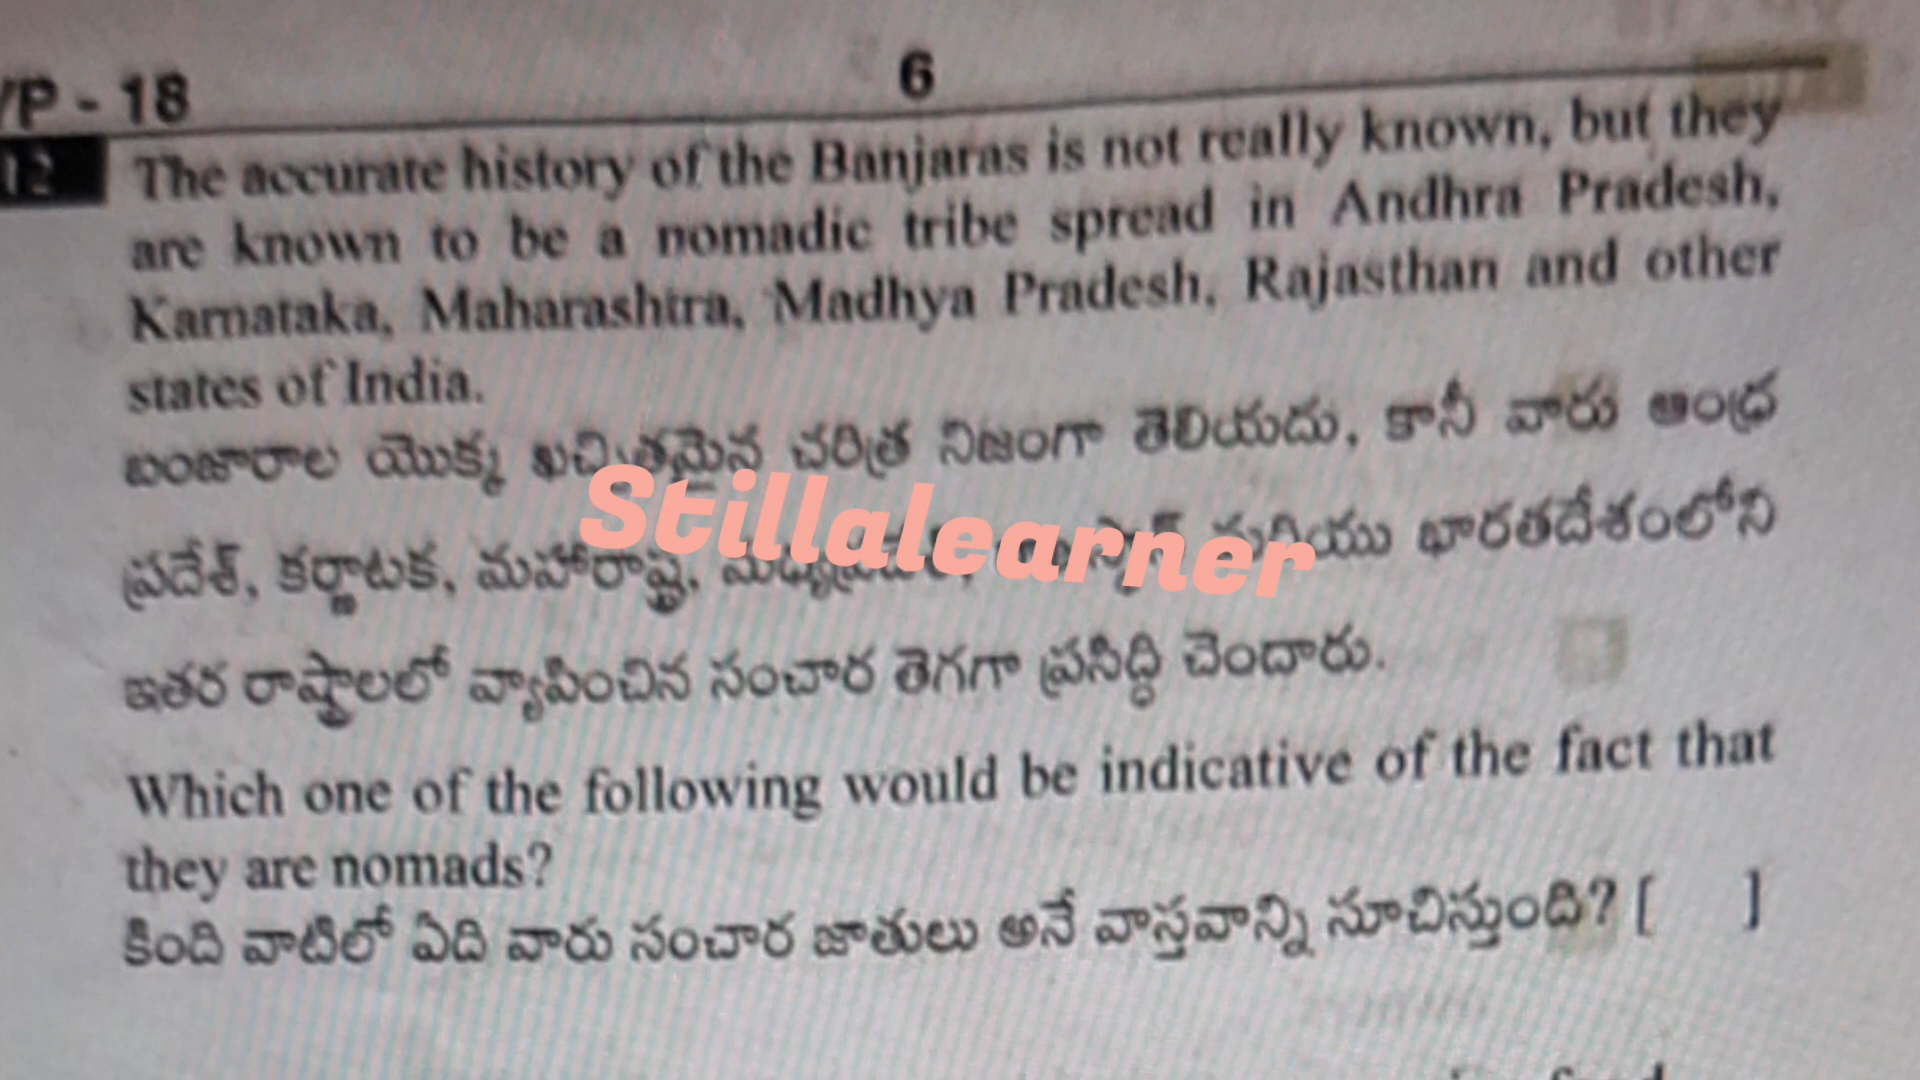 /P - 18
6
12
The accurate history of the Banjaras is not really known, but they
are known to be a nomadic tribe spread in Andhra Pradesh,
Karnataka, Maharashtra, Madhya Pradesh, Rajasthan and other
states of India.
బంజారాల యొక్క ఖచ్చితమైన చరిత్ర నిజంగా తెలియదు, కానీ వారు ఆంధ్ర
ప్రదేశ్, కర్ణాటక, మహారాష్ట్ర, మరియు భారతదేశంలోని
Stillalearner
ఇతర రాష్ట్రాలలో వ్యాపించిన సంచార తెగగా ప్రసిద్ధి చెందారు.
Which one of the following would be indicative of the fact that
they are nomads?
కింది వాటిలో ఏది వారు సంచార జాతులు అనే వాస్తవాన్ని సూచిస్తుంది? [ ]